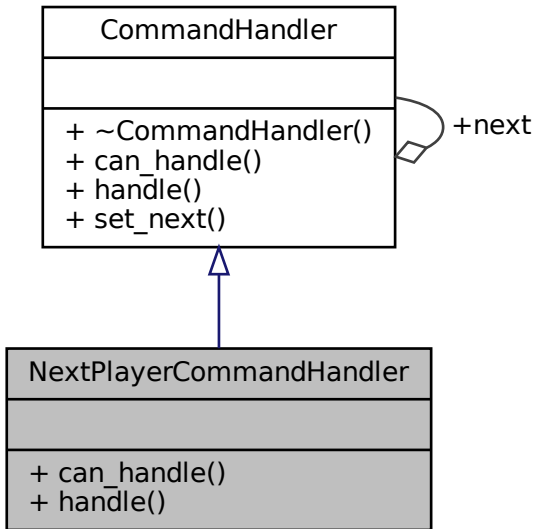 CommandHandler
+ ~CommandHandler()
+ can_handle()
+ handle()
+ set_next()
+next
NextPlayerCommandHandler
+ can_handle()
+ handle()